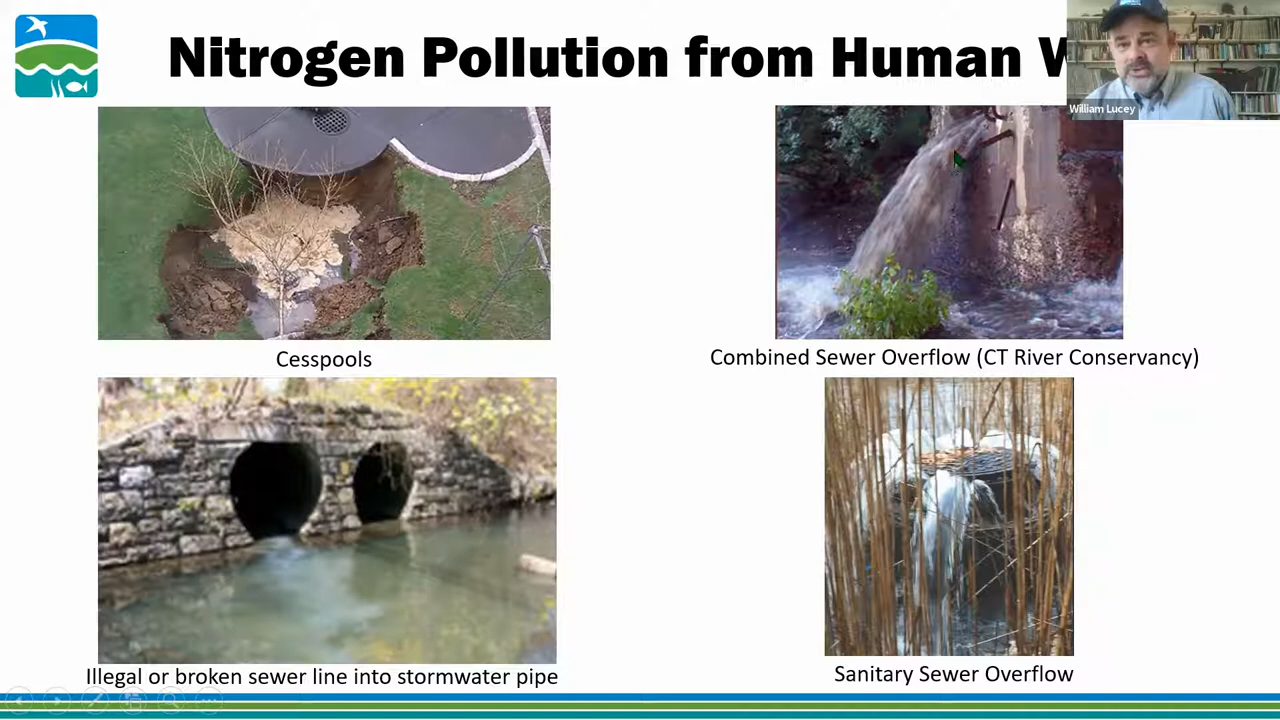 Nitrogen Pollution from Human
William Lucey
Cesspools
Combined Sewer Overflow (CT River Conservancy)
Illegal or broken sewer line into stormwater pipe
Sanitary Sewer Overflow